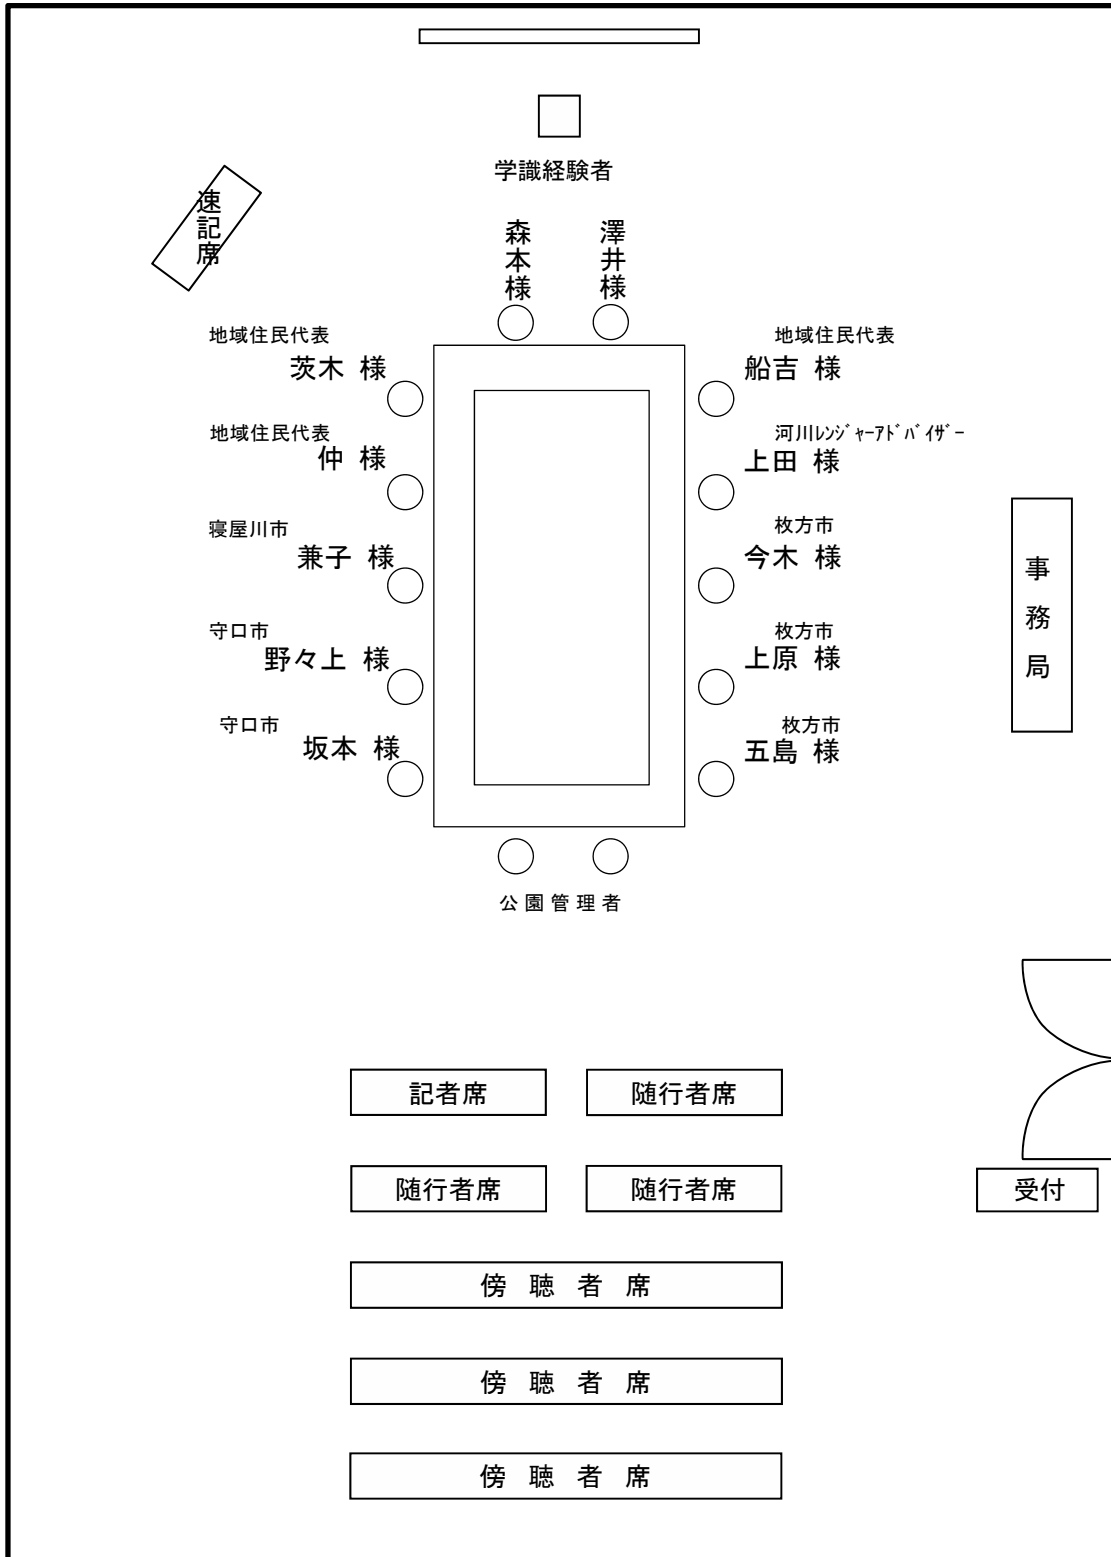 学識経験者
速記席
森本様
澤井様
地域住民代表
茨木 様
地域住民代表
船吉 様
地域住民代表
仲 様
河川ﾚﾝｼﾞｬｰｱﾄﾞﾊﾞｲｻﾞｰ
上田 様
寝屋川市
兼子 様
枚方市
今木 様
守口市
野々上 様
枚方市
上原 様
守口市
坂本 様
枚方市
五島 様
事務局
公園管理者
記者席
随行者席
随行者席
随行者席
受付
傍 聴 者 席
傍 聴 者 席
傍 聴 者 席